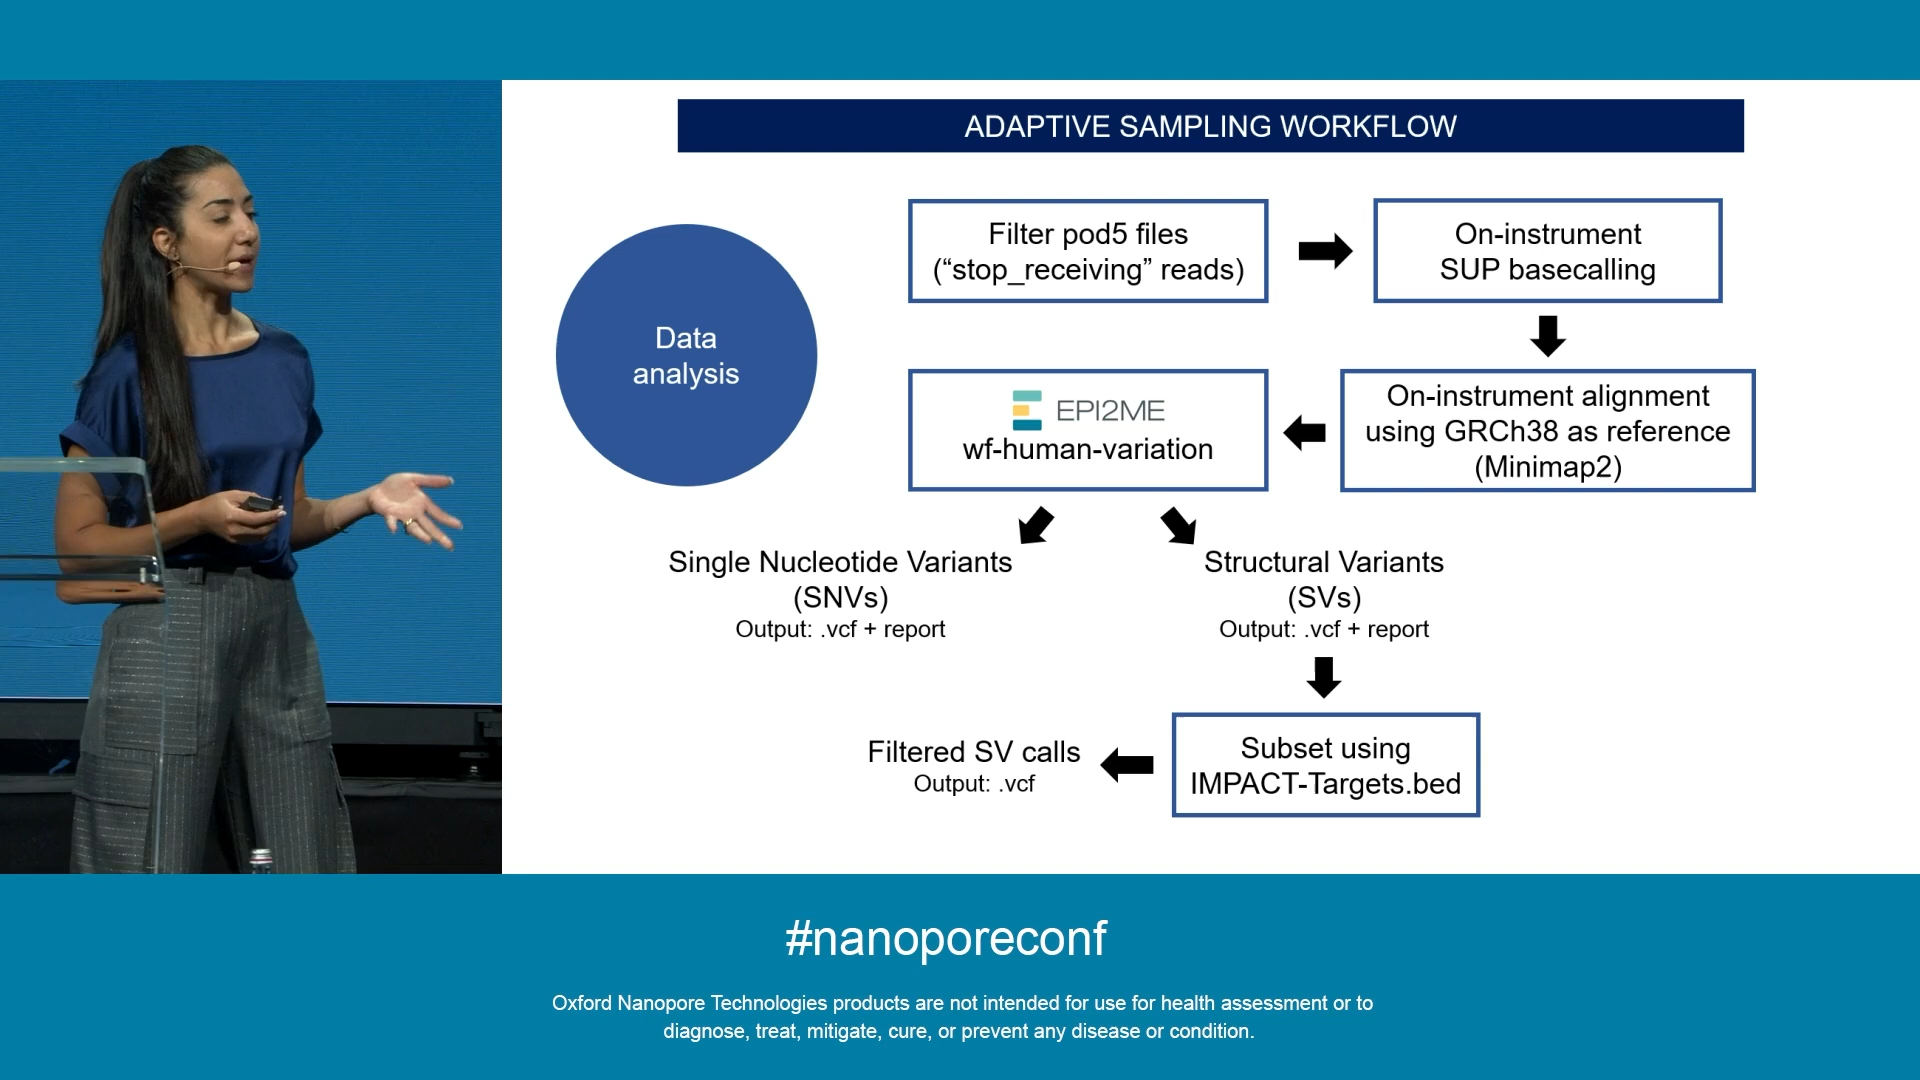 ADAPTIVE SAMPLING WORKFLOW
Data
analysis
Filter pod5 files
(“stop_receiving” reads)
On-instrument
SUP basecalling
On-instrument alignment
using GRCh38 as reference
(Minimap2)
EPI2ME
wf-human-variation
Single Nucleotide Variants
(SNVs)
Output: .vcf + report
Structural Variants
(SVs)
Output: .vcf + report
Subset using
IMPACT-Targets.bed
Filtered SV calls
Output: .vcf
#nanoporeconf
Oxford Nanopore Technologies products are not intended for use for health assessment or to
diagnose, treat, mitigate, cure, or prevent any disease or condition.